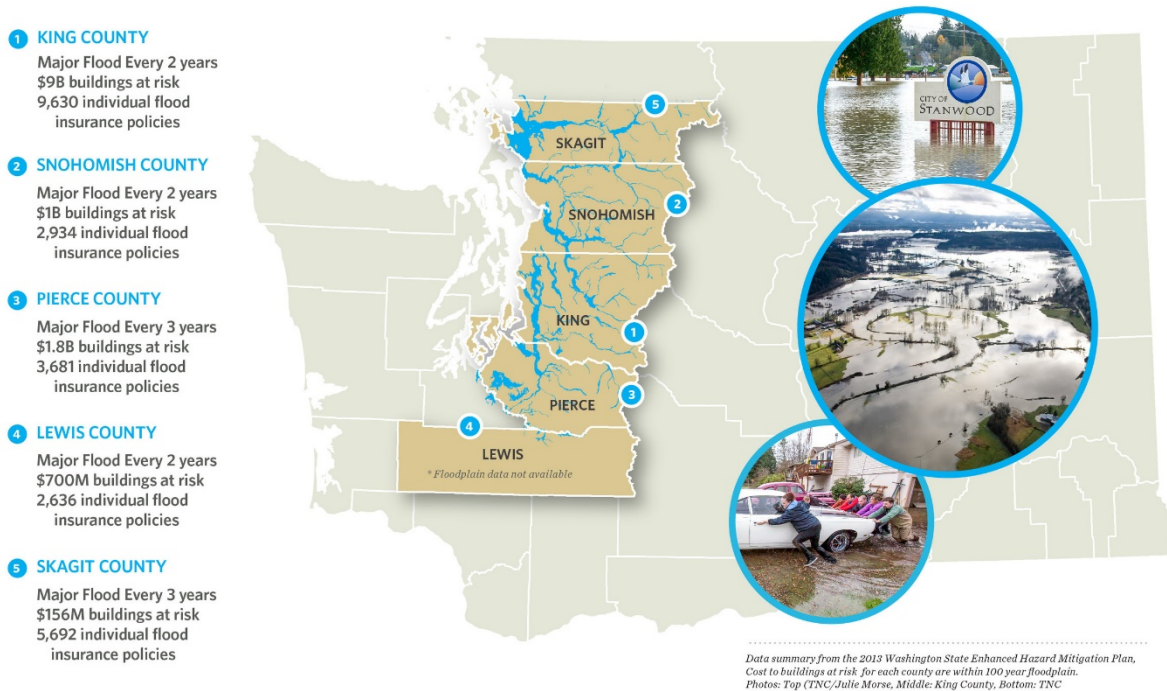 1 KING COUNTY
Major Flood Every 2 years
$9B buildings at risk
9,630 individual flood
insurance policies
2 SNOHOMISH COUNTY
Major Flood Every 2 years
$1B buildings at risk
2,934 individual flood
insurance policies
3 PIERCE COUNTY
Major Flood Every 3 years
$1.8B buildings at risk
3,681 individual flood
insurance policies
4 LEWIS COUNTY
Major Flood Every 2 years
$700M buildings at risk
2,636 individual flood
insurance policies
5 SKAGIT COUNTY
Major Flood Every 3 years
$156M buildings at risk
5,692 individual flood
insurance policies
5
SKAGIT
2
SNOHOMISH
KING
1
3
PIERCE
4
LEWIS
* Floodplain data not available
CITY OF
STANWOOD
Data summary from the 2013 Washington State Enhanced Hazard Mitigation Plan,
Cost to buildings at risk for each county are within 100 year floodplain.
Photos: Top (TNC/Julie Morse, Middle: King County, Bottom: TNC